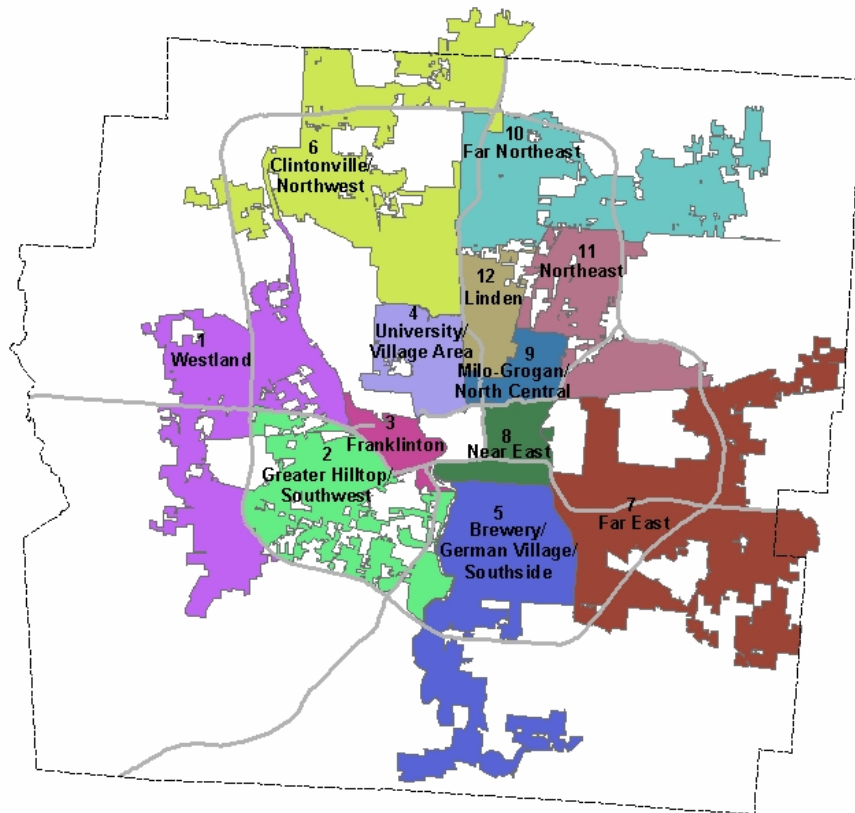 6
Clintonville/
Northwest
10
Far Northeast
11
Northeast
12
Linden
4
University/
Village Area
1
Westland
9
Milo-Grogan/
North Central
3
Franklinton
8
Near East
2
Greater Hilltop/
Southwest
5
Brewery/
German Village/
Southside
7
Far East